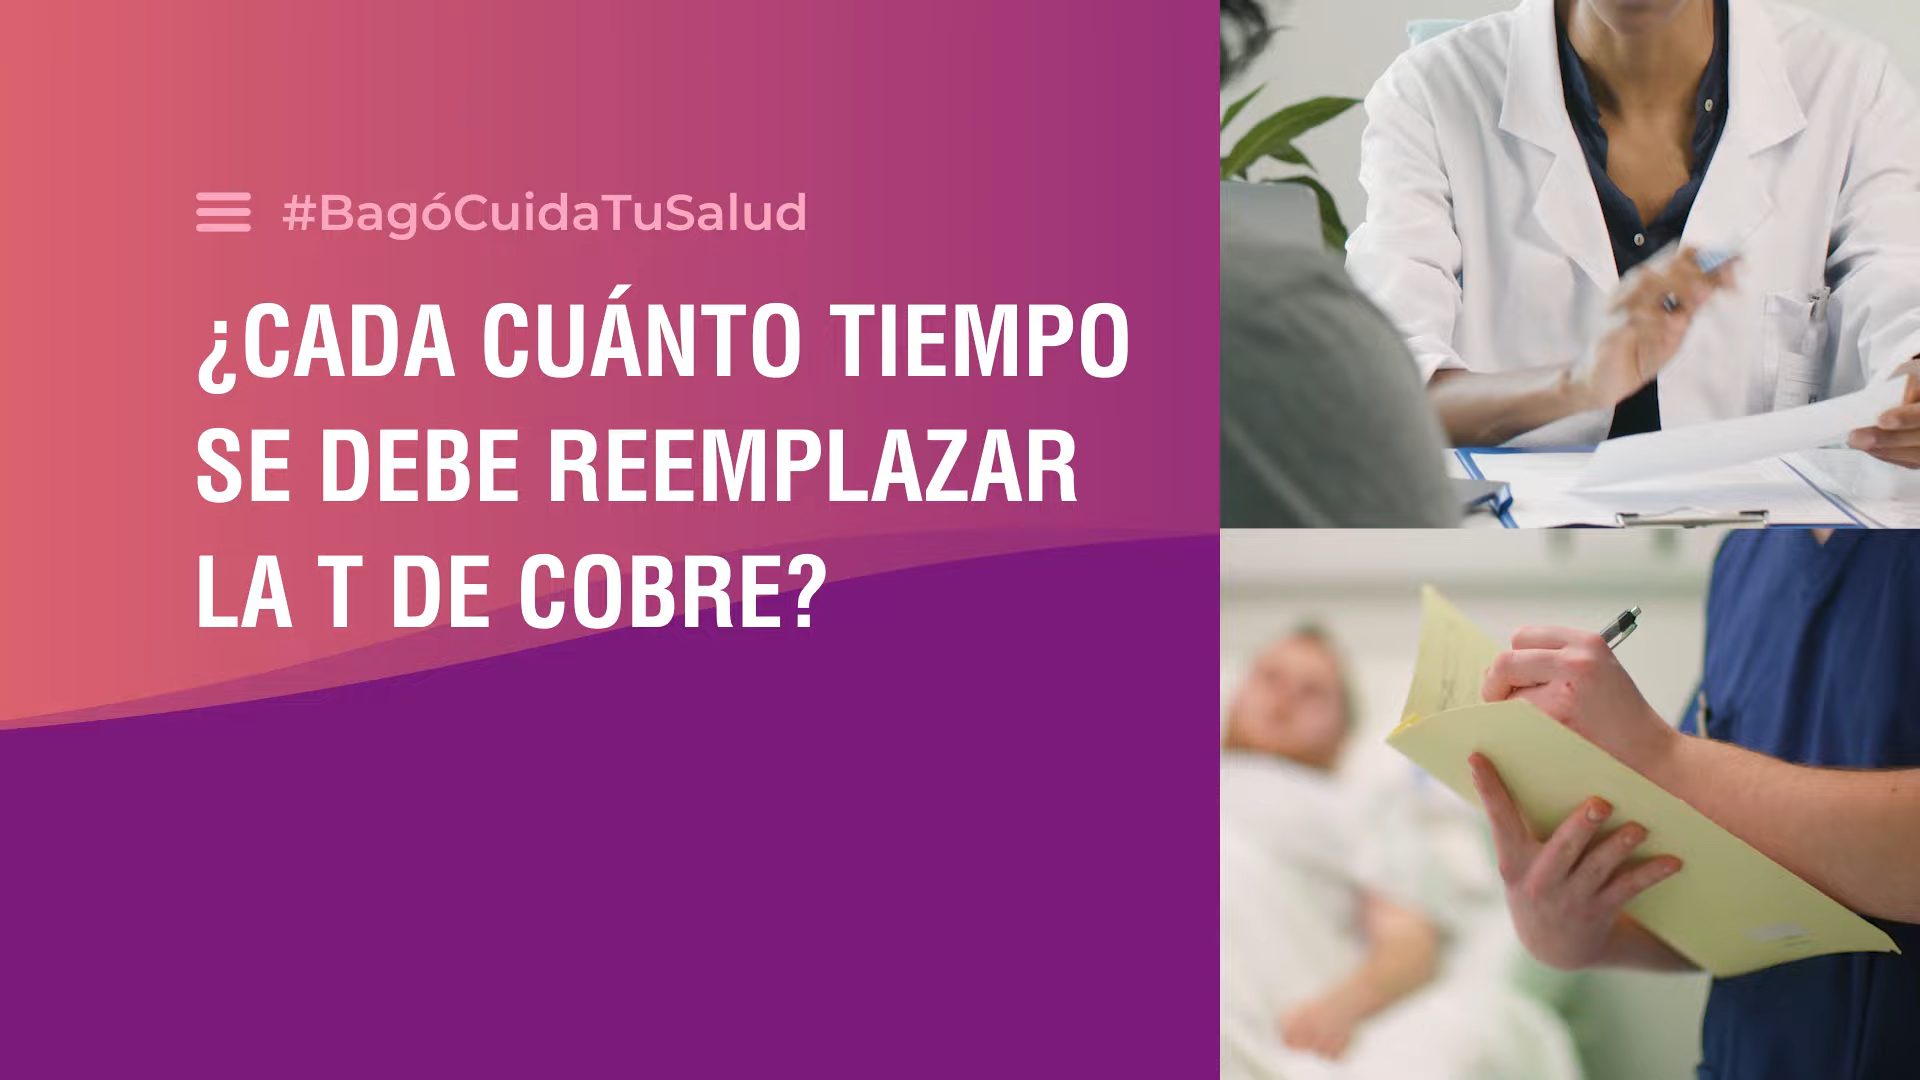 #BagóCuidaTuSalud
¿CADA CUÁNTO TIEMPO
SE DEBE REEMPLAZAR
LA T DE COBRE?